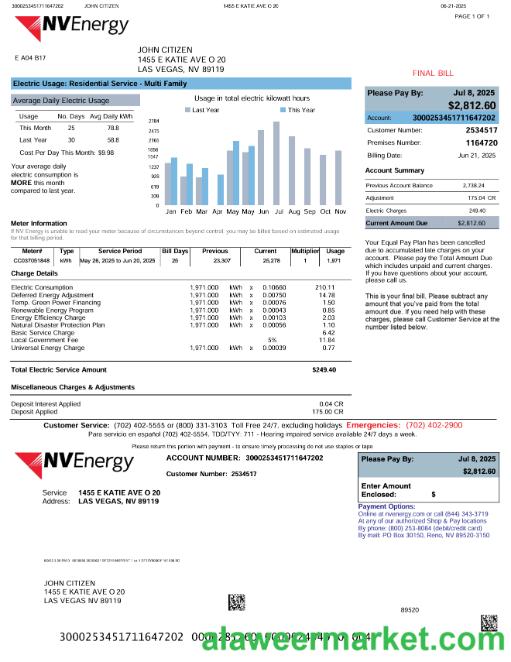 3000253451711647202 JOHN CITIZEN 1455 E KATIE AVE O 20 06-21-2025
PAGE 1 OF 1
NVEnergy
E A04 B17
JOHN CITIZEN
1455 E KATIE AVE O 20
LAS VEGAS, NV 89119
FINAL BILL
Electric Usage: Residential Service - Multi Family
Average Daily Electric Usage
Usage No. Days Avg Daily kWh
This Month 25 78.8
Last Year 30 58.8
Cost Per Day This Month: $9.98
Your average daily
electric consumption is
MORE this month
compared to last year.
Usage in total electric kilowatt hours
Last Year This Year
2784
2515
2236
1958
1647
1342
1137
919
639
310
0
Jan Feb Mar Apr May May Jun Jul Aug Sep Oct Nov
Please Pay By: Jul 8, 2025
$2,812.60
Account: 3000253451711647202
Customer Number: 2534517
Premises Number: 1164720
Billing Date: Jun 21, 2025
Account Summary
Previous Account Balance 2,738.24
Adjustment 175.04 CR
Electric Charges 249.40
Current Amount Due $2,812.60
Your Equal Pay Plan has been cancelled
due to accumulated late charges on your
account. Please pay the Total Amount Due
which includes unpaid and current charges. If
you have questions about your account,
please call us.
This is your final bill. Please subtract any
amount that you've paid from the total
amount due. If you need help with these
charges, please call Customer Service at the
number listed below.
Meter Information
If NV Energy is unable to read your meter because of circumstances beyond control, you may be billed based on estimated usage
for that billing period.
Meter# Type Service Period Bill Days Previous Current Multiplier Usage
CC037051848 kWh May 26, 2025 to Jun 20, 2025 25 23,307 25,278 1 1,971
Charge Details
Electric Consumption 1,971.000 kWh x 0.10660 210.11
Deferred Energy Adjustment 1,971.000 kWh x 0.00750 14.78
Temp. Green Power Financing 1,971.000 kWh x 0.00076 1.50
Renewable Energy Program 1,971.000 kWh x 0.00043 0.85
Energy Efficiency Charge 1,971.000 kWh x 0.00103 2.03
Natural Disaster Protection Plan 1,971.000 kWh x 0.00056 1.10
Basic Service Charge 6.42
Local Government Fee 5% 11.84
Universal Energy Charge 1,971.000 kWh x 0.00039 0.77
Total Electric Service Amount $249.40
Miscellaneous Charges & Adjustments
Deposit Interest Applied 0.04 CR
Deposit Applied 175.00 CR
Customer Service: (702) 402-5555 or (800) 331-3103 Toll Free 24/7, excluding holidays Emergencies: (702) 402-2900
Para servicio en español (702) 402-5554, TDD/TYY: 711 - Hearing impaired service available 24/7 days a week.
Please return this portion with payment - to ensure timely processing do not use staples or tape
NVEnergy
ACCOUNT NUMBER: 3000253451711647202
Customer Number: 2534517
Service 1455 E KATIE AVE O 20
Address: LAS VEGAS, NV 89119
Please Pay By: Jul 8, 2025
$2,812.60
Enter Amount
Enclosed: $
Payment Options:
Online at nvenergy.com or call (844) 343-3719
At any of our authorized Shop & Pay locations
By phone: (800) 253-8084 (debit/credit card)
By mail: PO Box 30150, Reno, NV 89520-3150
JOHN CITIZEN
1455 E KATIE AVE O 20
LAS VEGAS NV 89119
89520
3000253451711647202
alaweermarket.com